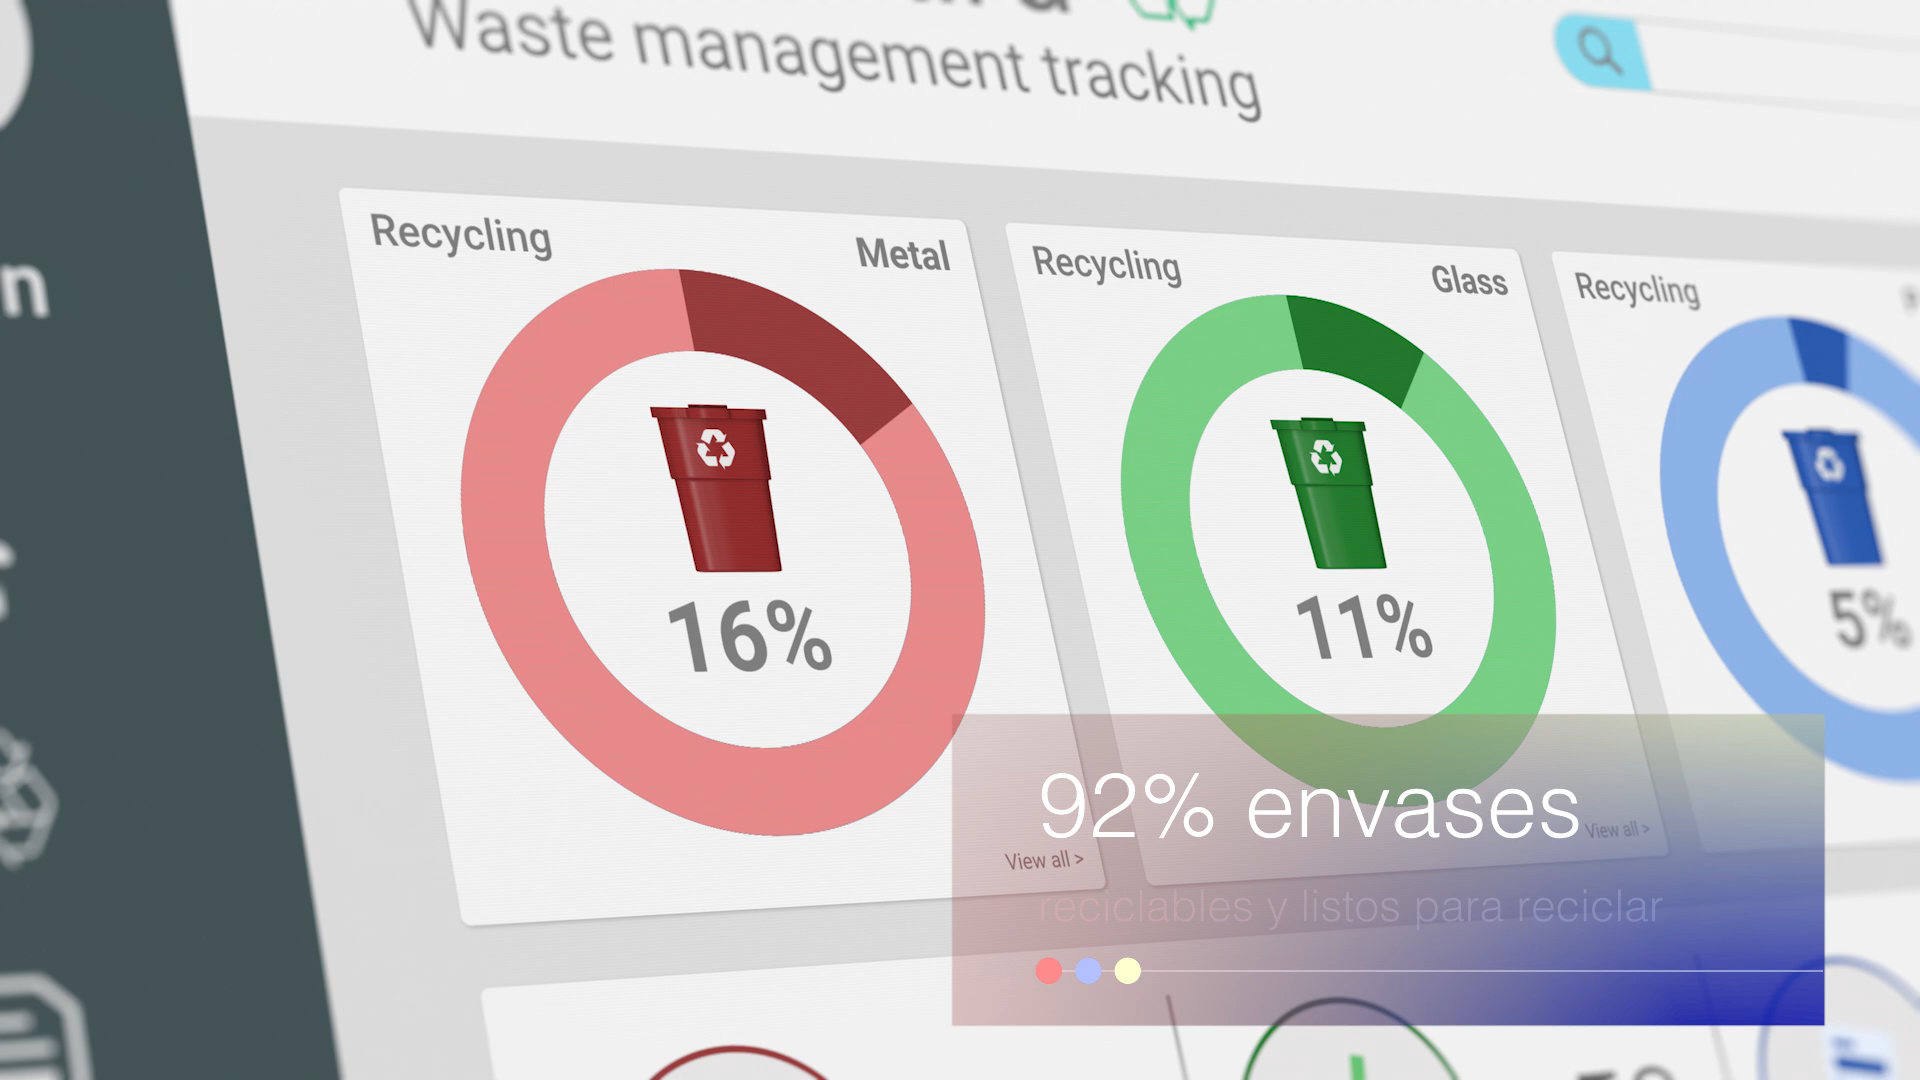 Waste management tracking
Recycling
Metal
16%
View all >
Recycling
Glass
11%
View all >
Recycling
5%
92% envases
reciclables y listos para reciclar